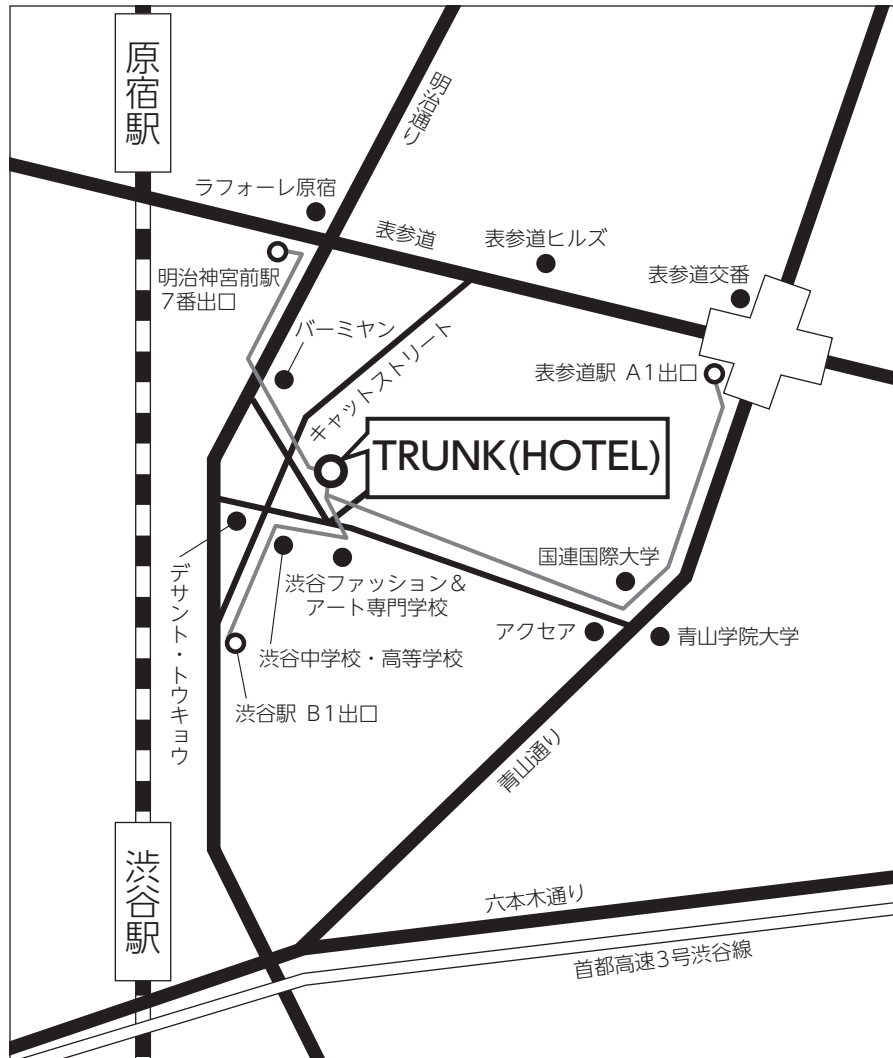 原宿駅
明治通り
ラフォーレ原宿
表参道
表参道ヒルズ
明治神宮前駅
7番出口
表参道交番
バーミヤン
キャットストリート
表参道駅 A1出口
TRUNK(HOTEL)
デサント・トウキョウ
渋谷ファッション&
アート専門学校
国連国際大学
アクセア
青山学院大学
渋谷中学校・高等学校
渋谷駅 B1出口
青山通り
渋谷駅
六本木通り
首都高速3号渋谷線